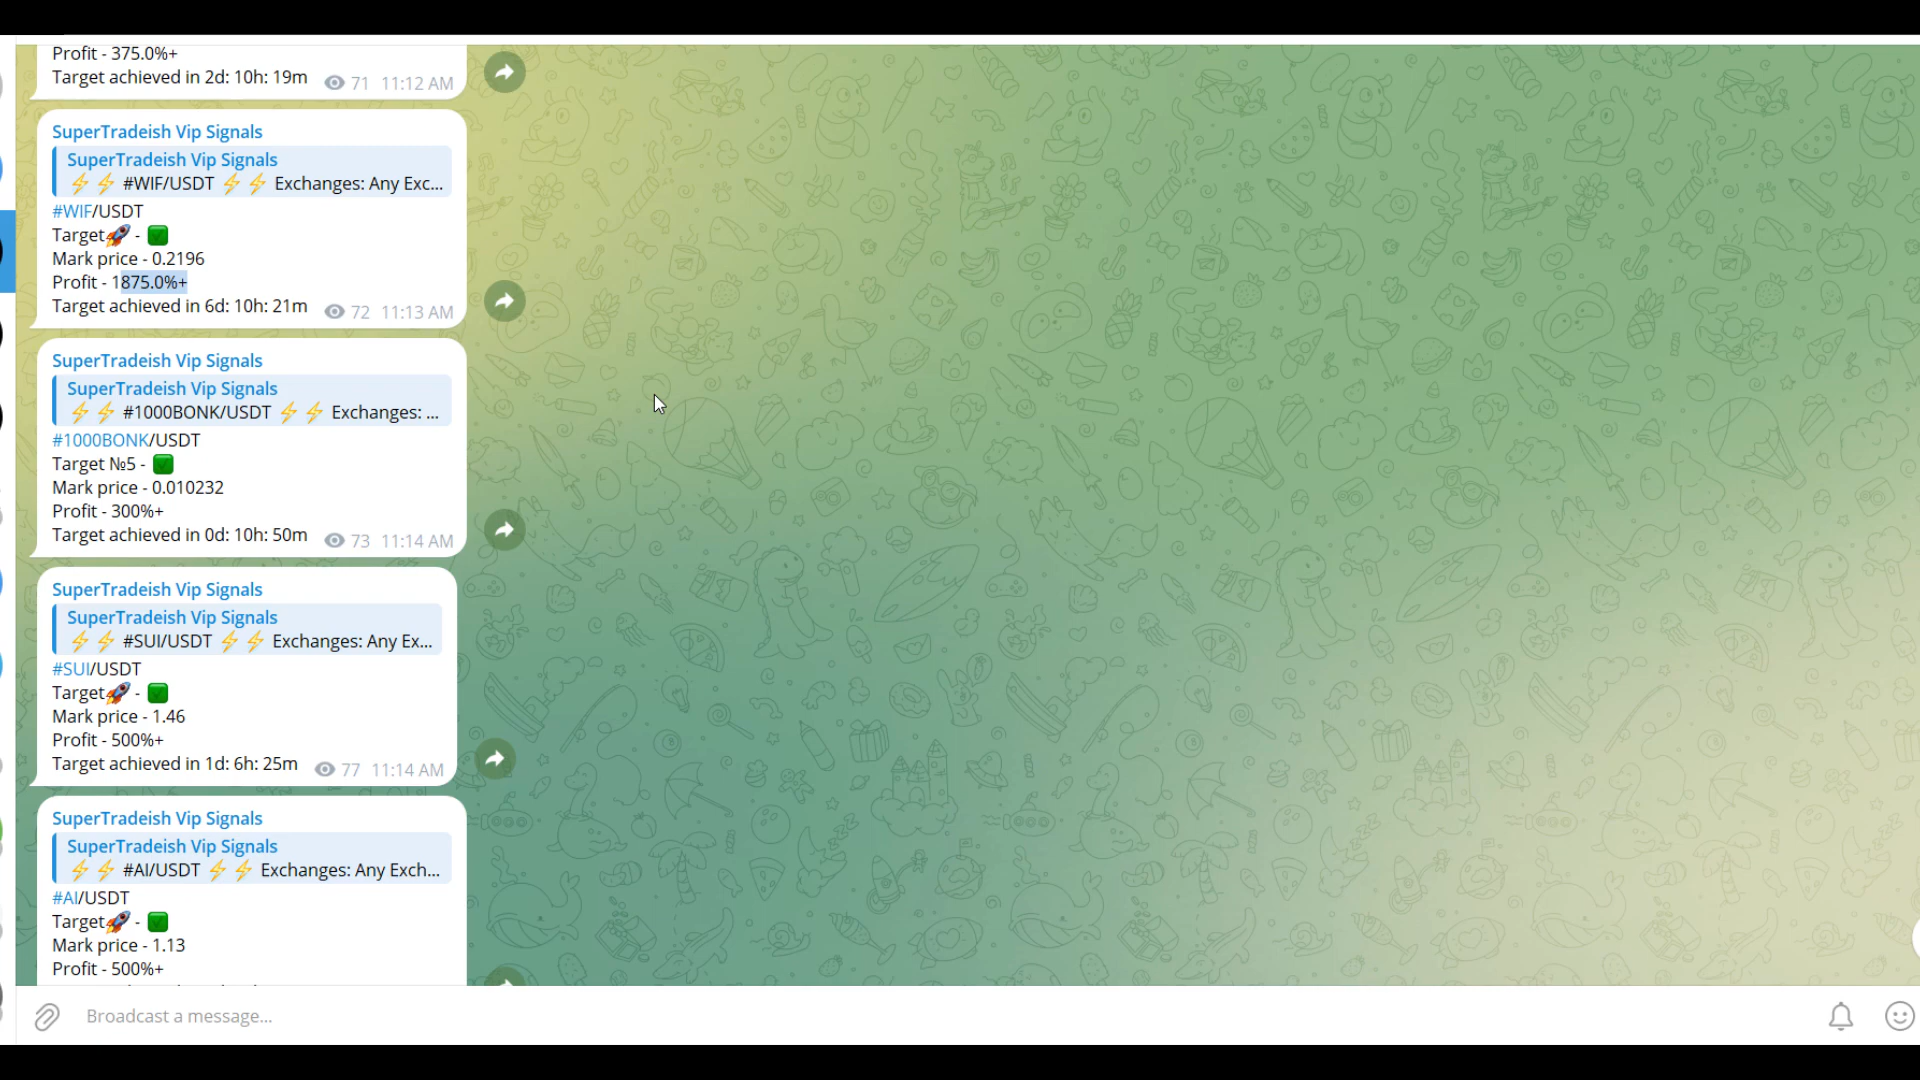 Profit - 375.0%+
Target achieved in 2d: 10h: 19m 71 11:12 AM
SuperTradeish Vip Signals
SuperTradeish Vip Signals
⚡⚡ #WIF/USDT ⚡⚡ Exchanges: Any Exc...
#WIF/USDT
Target🚀 - ✅
Mark price - 0.2196
Profit - 1875.0%+
Target achieved in 6d: 10h: 21m 72 11:13 AM
SuperTradeish Vip Signals
SuperTradeish Vip Signals
⚡⚡ #1000BONK/USDT ⚡⚡ Exchanges: ...
#1000BONK/USDT
Target №5 - ✅
Mark price - 0.010232
Profit - 300%+
Target achieved in 0d: 10h: 50m 73 11:14 AM
SuperTradeish Vip Signals
SuperTradeish Vip Signals
⚡⚡ #SUI/USDT ⚡⚡ Exchanges: Any Ex...
#SUI/USDT
Target🚀 - ✅
Mark price - 1.46
Profit - 500%+
Target achieved in 1d: 6h: 25m 77 11:14 AM
SuperTradeish Vip Signals
SuperTradeish Vip Signals
⚡⚡ #AI/USDT ⚡⚡ Exchanges: Any Exch...
#AI/USDT
Target🚀 - ✅
Mark price - 1.13
Profit - 500%+
Broadcast a message...